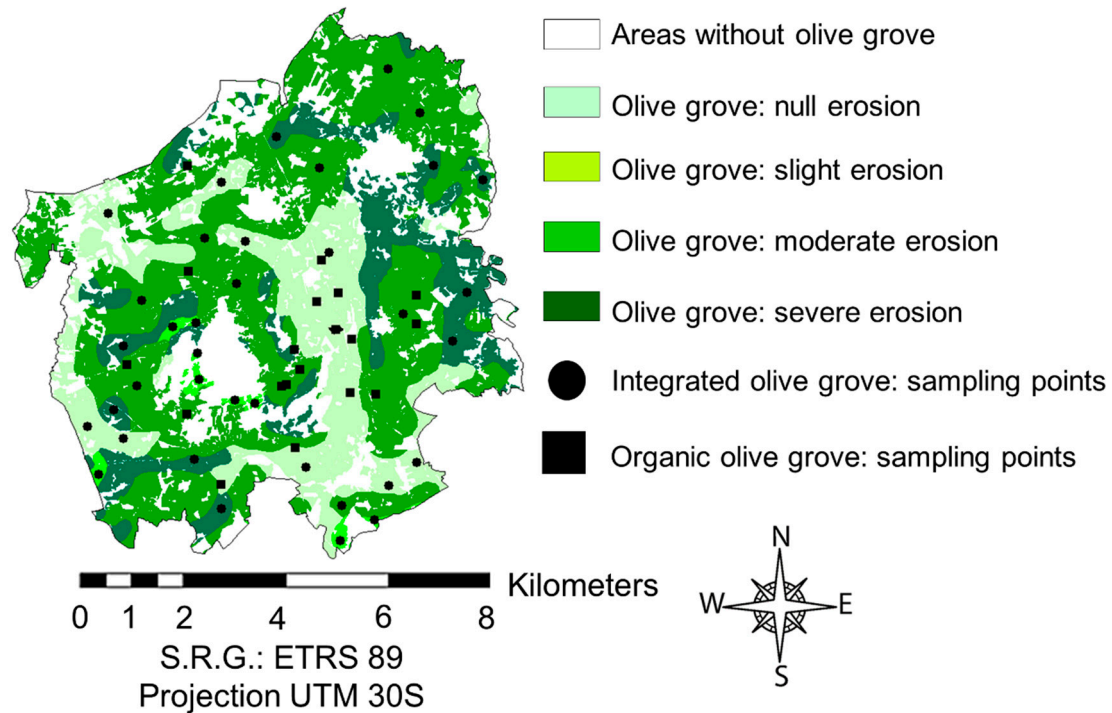 Areas without olive grove
Olive grove: null erosion
Olive grove: slight erosion
Olive grove: moderate erosion
Olive grove: severe erosion
Integrated olive grove: sampling points
Organic olive grove: sampling points
N
W E
S
Kilometers
0 1 2 4 6 8
S.R.G.: ETRS 89
Projection UTM 30S